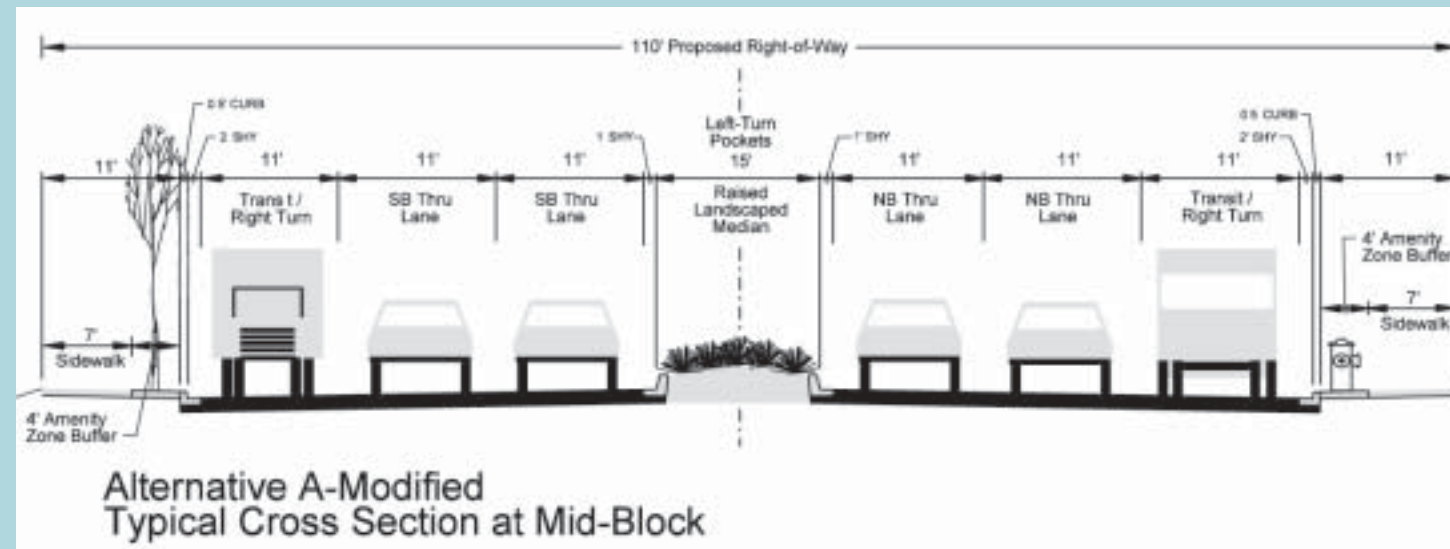 110' Proposed Right-of-Way
0.5' CURB
2' SHY
1' SHY
Left-Turn
Pockets
15'
Raised
Landscaped
Median
1' SHY
0.5 CURB
2' SHY
11'
11'
11'
11'
11'
11'
11'
11'
Transit /
Right Turn
SB Thru
Lane
SB Thru
Lane
NB Thru
Lane
NB Thru
Lane
Transit /
Right Turn
4' Amenity
Zone Buffer
7'
Sidewalk
7'
Sidewalk
4' Amenity
Zone Buffer
Alternative A-Modified
Typical Cross Section at Mid-Block